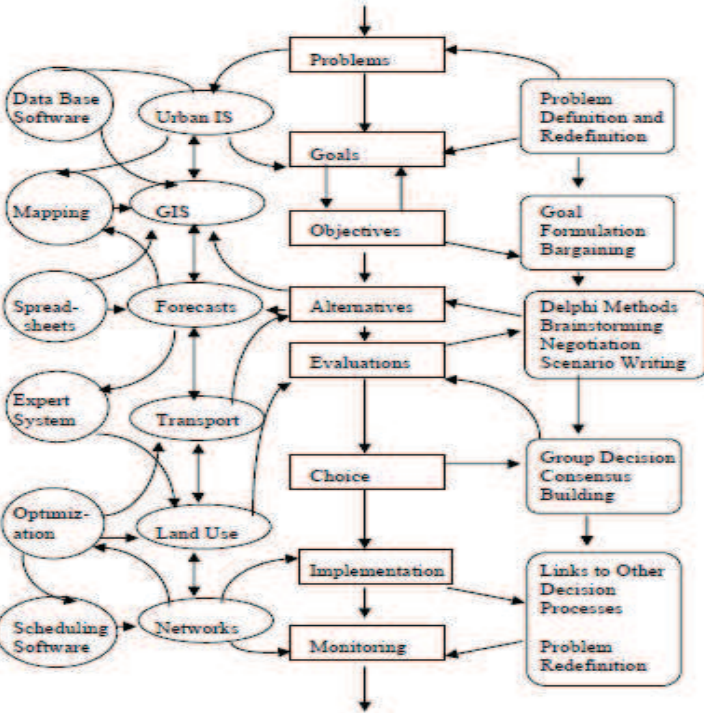 Problems
Data Base
Software
Urban IS
Problem
Definition and
Redefinition
Goals
Mapping
GIS
Objectives
Goal
Formulation
Bargaining
Spread-
sheets
Forecasts
Alternatives
Delphi Methods
Brainstorming
Negotiation
Scenario Writing
Evaluations
Expert
System
Transport
Choice
Group Decision
Consensus
Building
Optimiz-
ation
Land Use
Implementation
Links to Other
Decision
Processes
Problem
Redefinition
Scheduling
Software
Networks
Monitoring